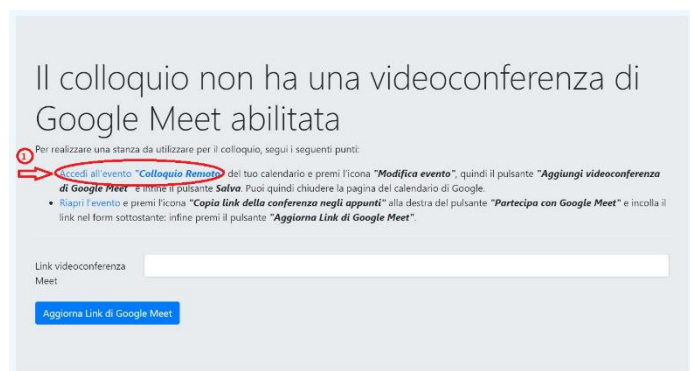 Il colloquio non ha una videoconferenza di
Google Meet abilitata
Per realizzare una stanza da utilizzare per il colloquio, segui i seguenti punti:
1
Accedi all'evento "Colloquio Remoto" del tuo calendario e premi l'icona "Modifica evento", quindi il pulsante "Aggiungi videoconferenza
di Google Meet" e infine il pulsante Salva. Puoi quindi chiudere la pagina del calendario di Google.
• Riapri l'evento e premi l'icona "Copia link della conferenza negli appunti" alla destra del pulsante "Partecipa con Google Meet" e incolla il
link nel form sottostante: infine premi il pulsante "Aggiorna Link di Google Meet".
Link videoconferenza
Meet
Aggiorna Link di Google Meet